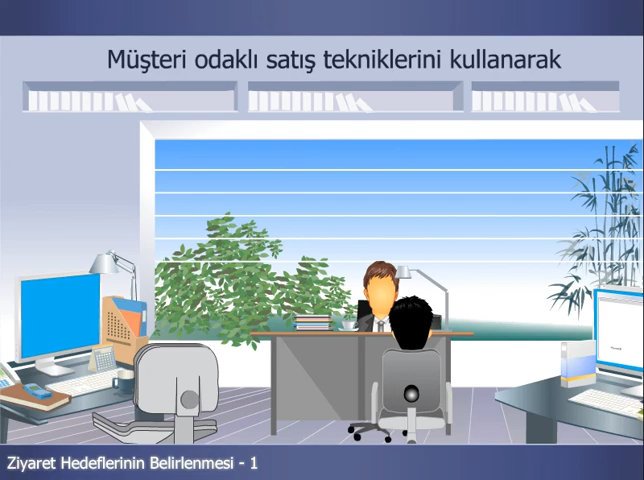 Müşteri odaklı satış tekniklerini kullanarak
Ziyaret Hedeflerinin Belirlenmesi - 1